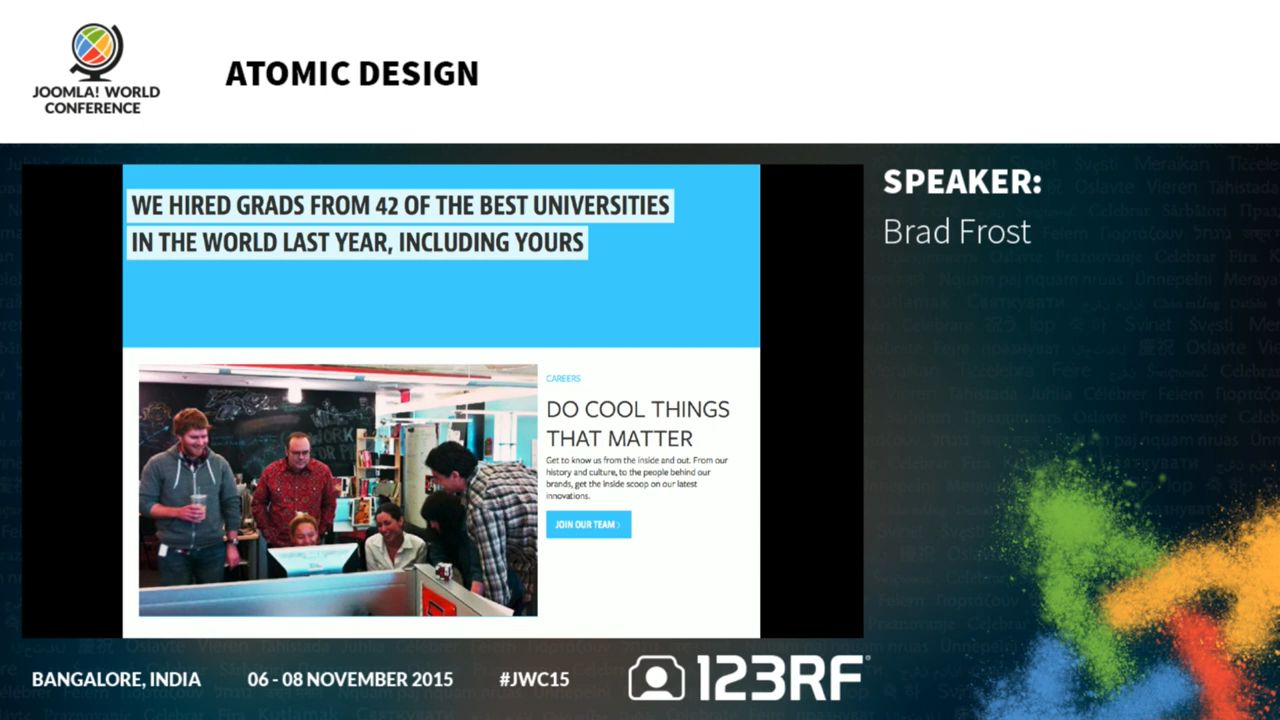 JOOMLA! WORLD
CONFERENCE
ATOMIC DESIGN
WE HIRED GRADS FROM 42 OF THE BEST UNIVERSITIES
IN THE WORLD LAST YEAR, INCLUDING YOURS
CAREERS
DO COOL THINGS
THAT MATTER
Get to know us from the inside and out. From our
history and culture, to the people behind our
brands, get the inside scoop on our latest
innovations.
JOIN OUR TEAM
SPEAKER:
Brad Frost
BANGALORE, INDIA
06 - 08 NOVEMBER 2015
#JWC15
123RF®